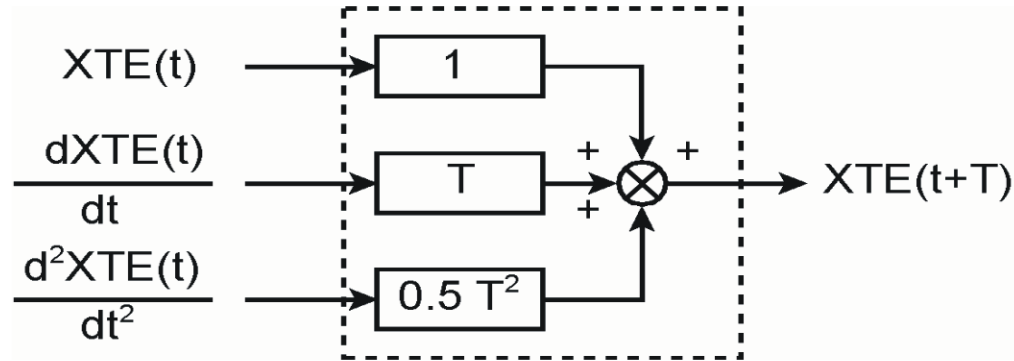 XTE(t)
1
dXTE(t)
dt
T
+
+
+
XTE(t+T)
d²XTE(t)
dt²
0.5 T²